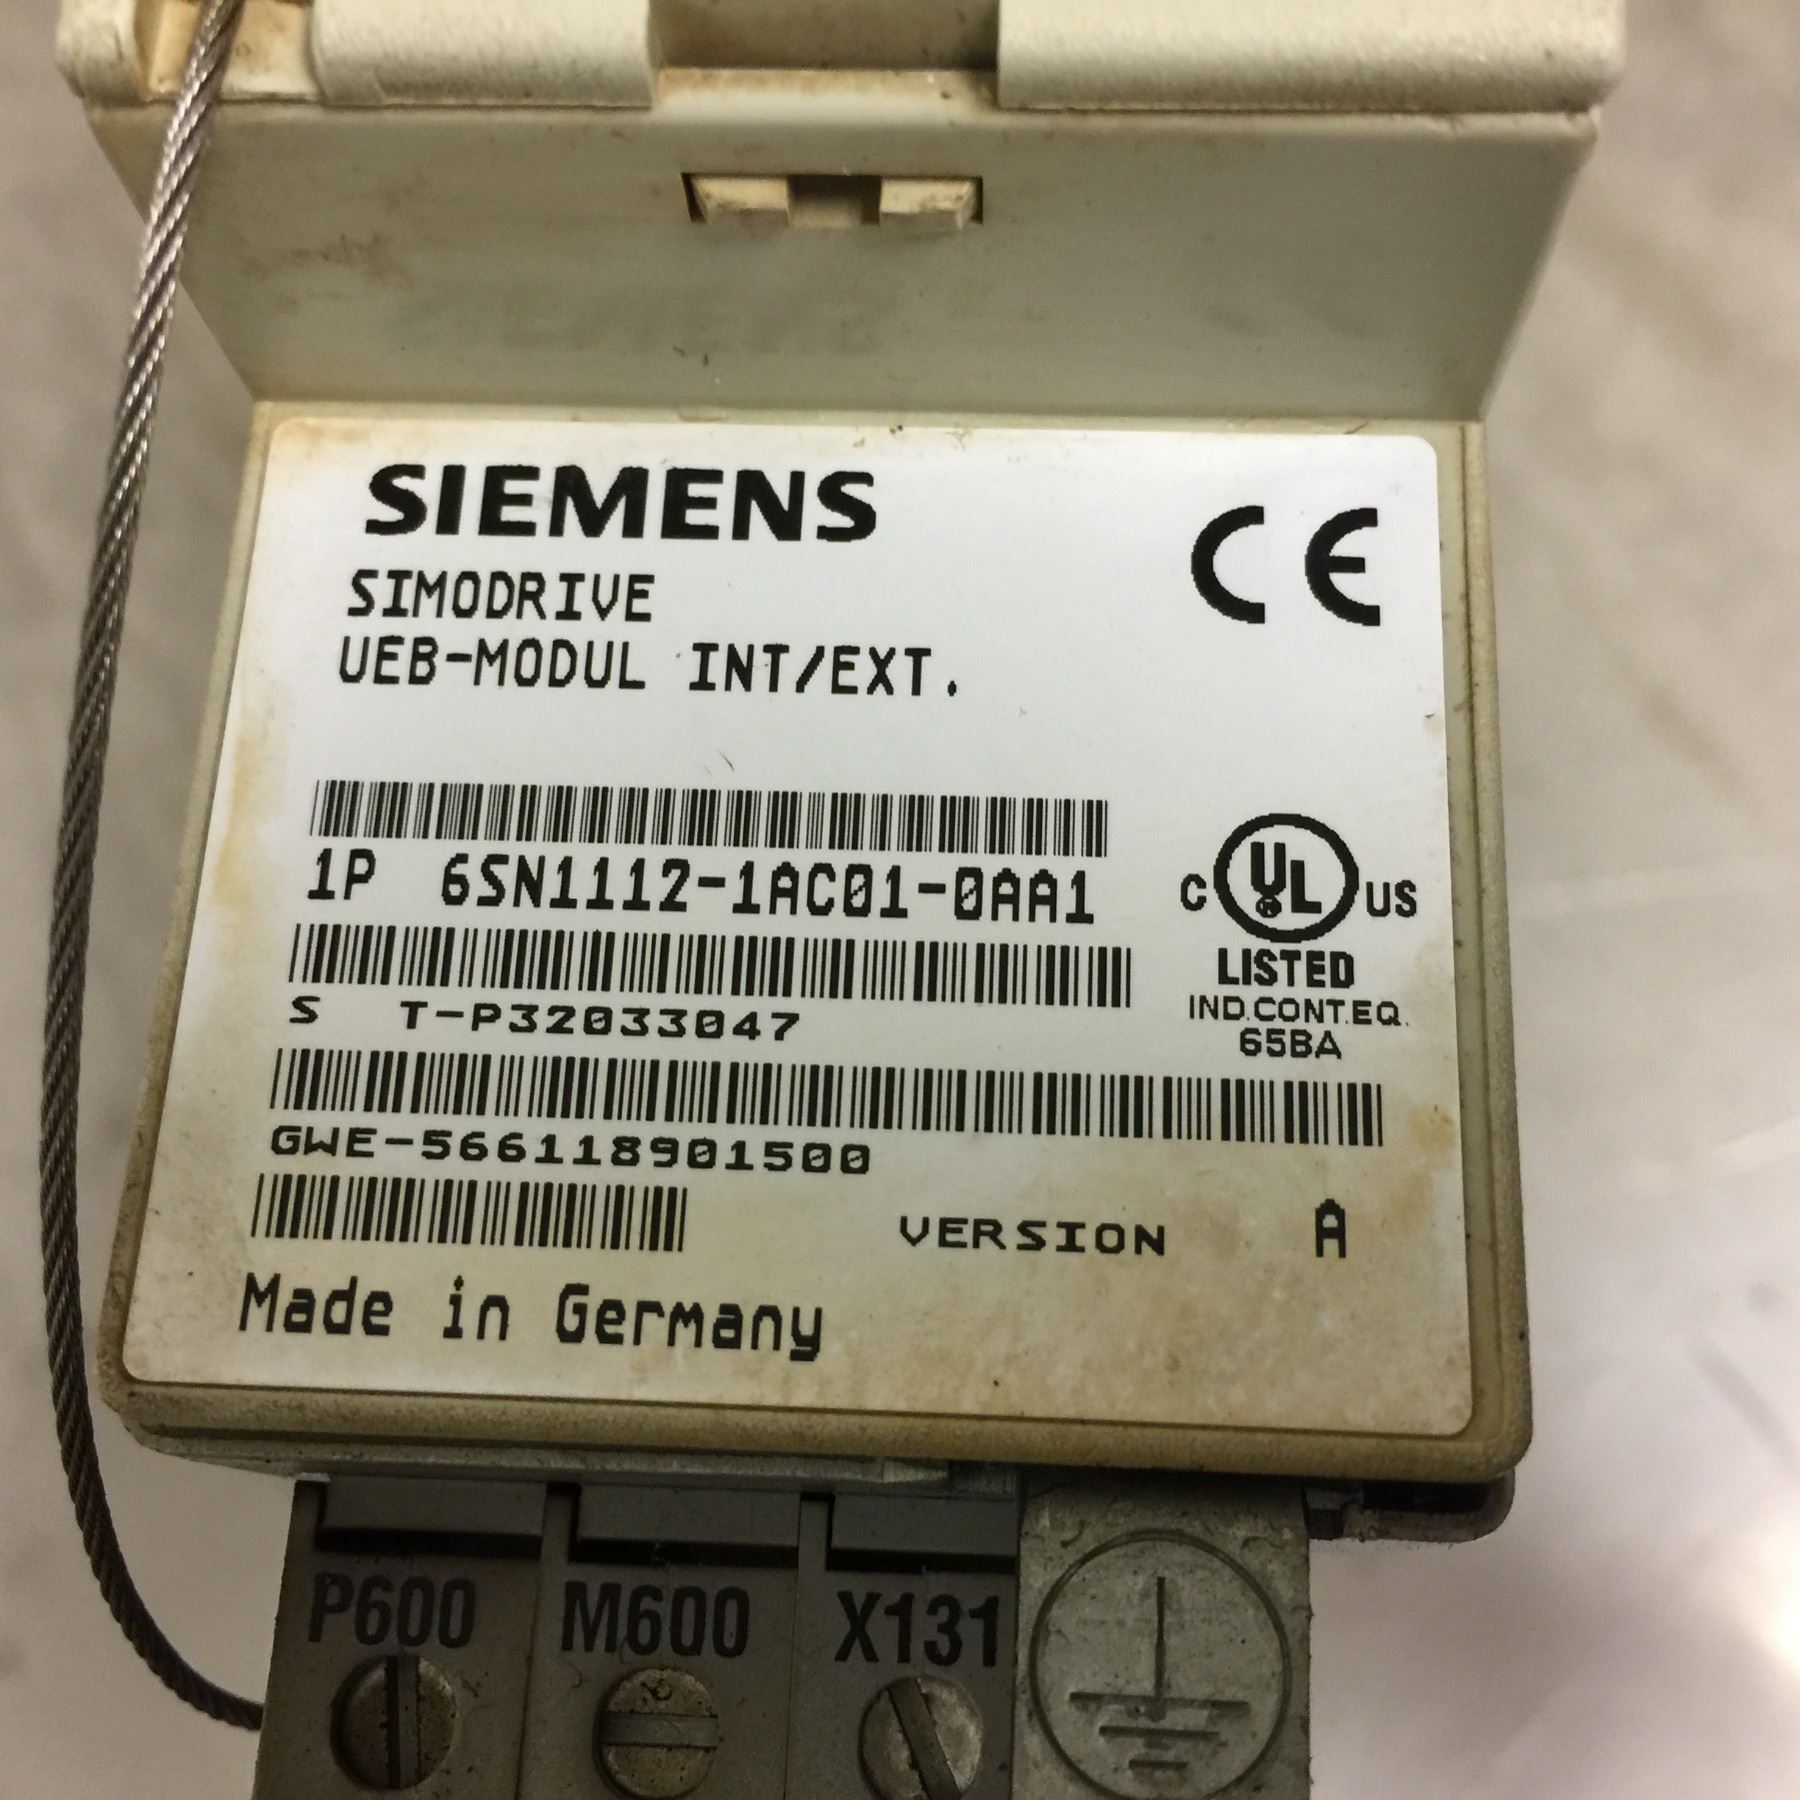 SIEMENS
CE
SIMODRIVE
UEB-MODUL INT/EXT.
1P 6SN1112-1AC01-0AA1
C UL® US
LISTED
IND.CONT.EQ.
65BA
S T-P32033047
GWE-566118901500
VERSION A
Made in Germany
P600 M600 X131